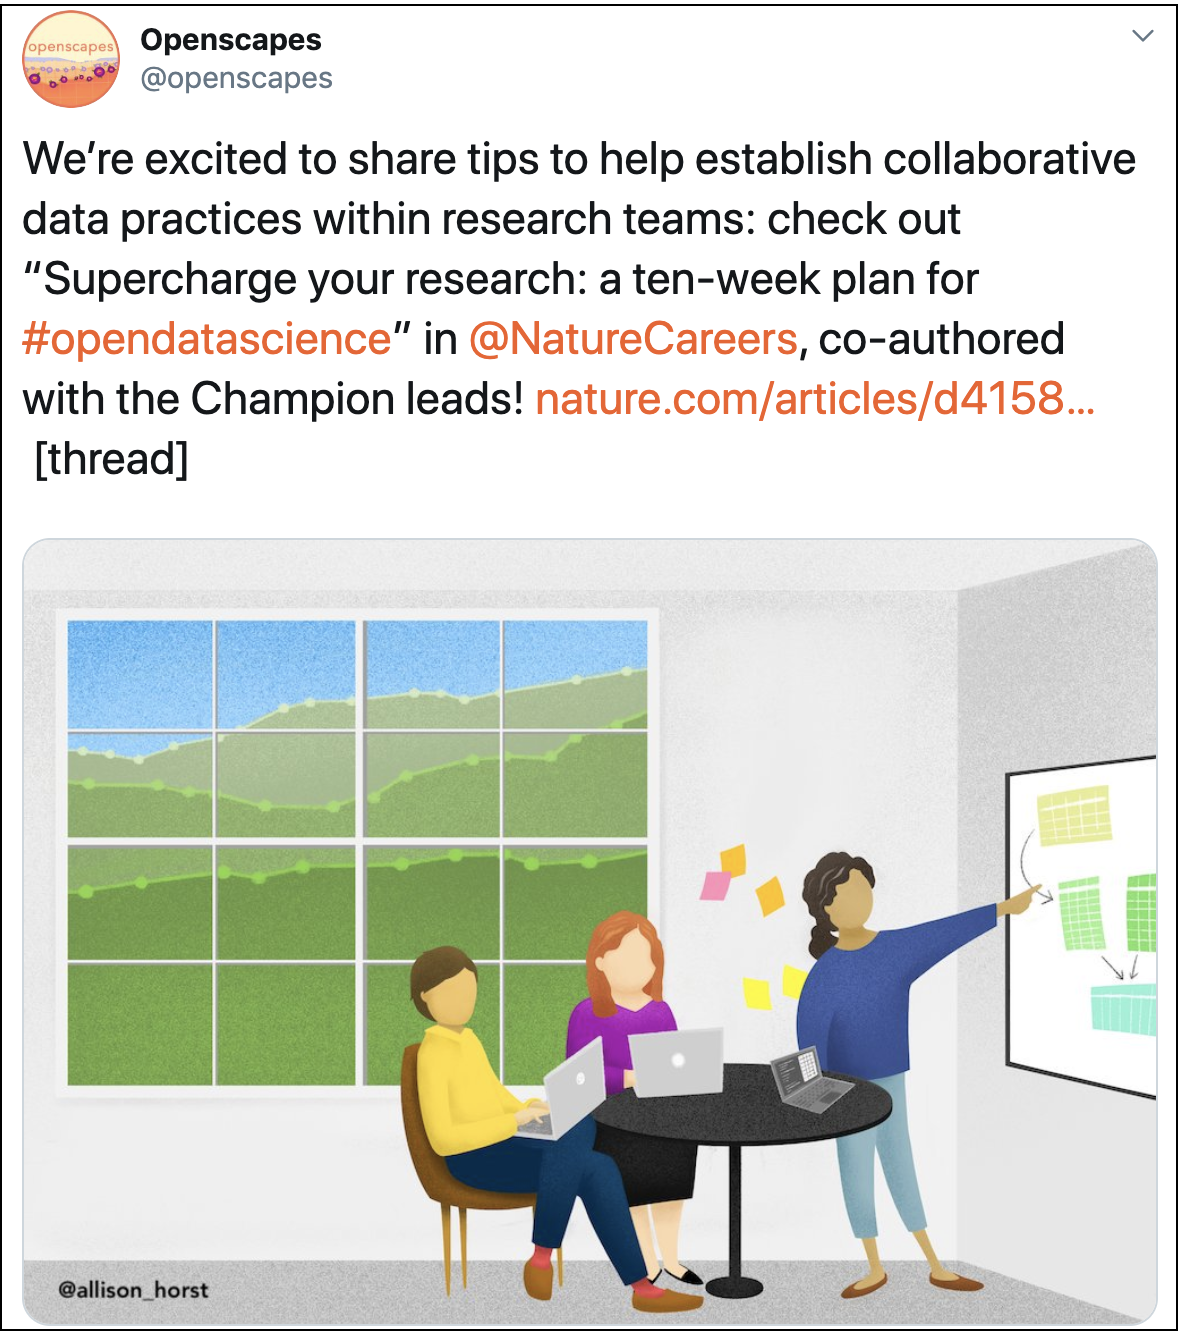 openscapes
Openscapes
@openscapes
We’re excited to share tips to help establish collaborative
data practices within research teams: check out
“Supercharge your research: a ten-week plan for
#opendatascience” in @NatureCareers, co-authored
with the Champion leads! nature.com/articles/d4158…
[thread]
@allison_horst